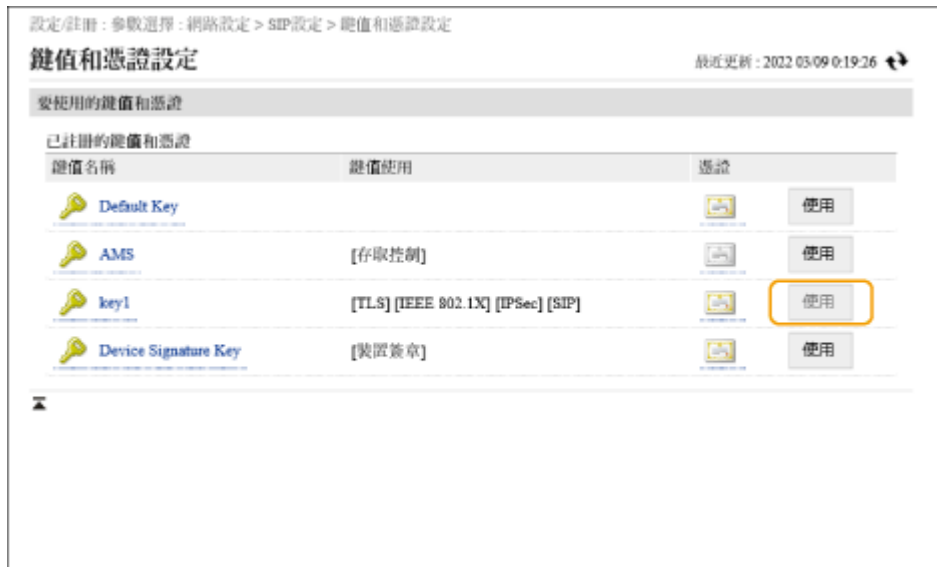 設定/註冊 : 參數選擇 : 網路設定 > SIP設定 > 鍵值和憑證設定
鍵值和憑證設定 最近更新 : 2022 03/09 0:19:26
要使用的鍵值和憑證
已註冊的鍵值和憑證
鍵值名稱 鍵值使用 憑證
Default Key 使用
AMS [存取控制] 使用
key1 [TLS] [IEEE 802.1X] [IPSec] [SIP] 使用
Device Signature Key [裝置簽章] 使用